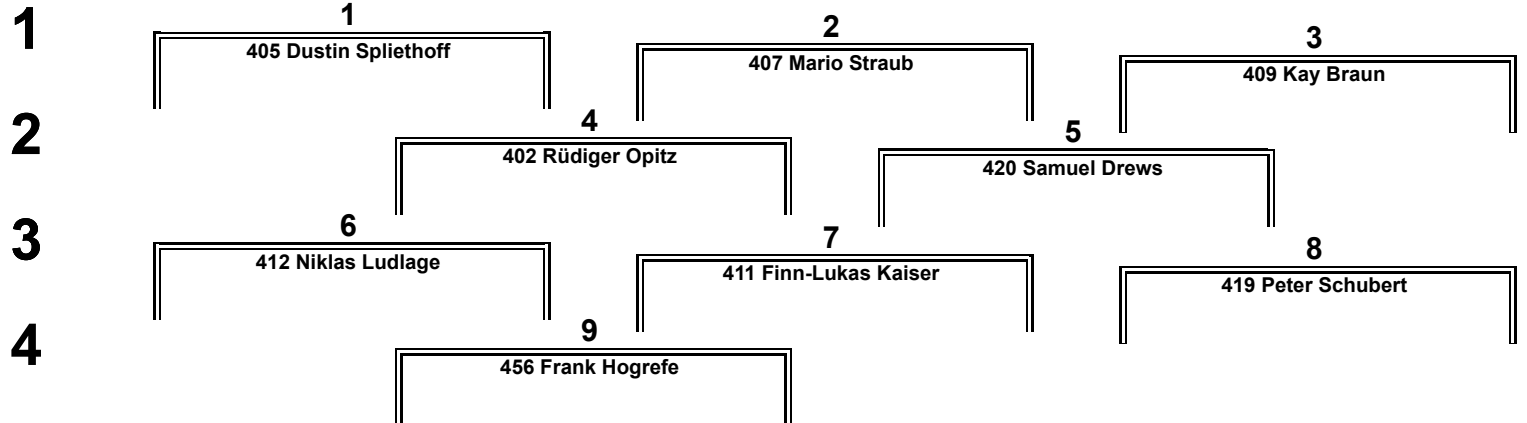 1
1
405 Dustin Spliethoff
2
407 Mario Straub
3
409 Kay Braun
2
4
402 Rüdiger Opitz
5
420 Samuel Drews
3
6
412 Niklas Ludlage
7
411 Finn-Lukas Kaiser
8
419 Peter Schubert
4
9
456 Frank Hogrefe